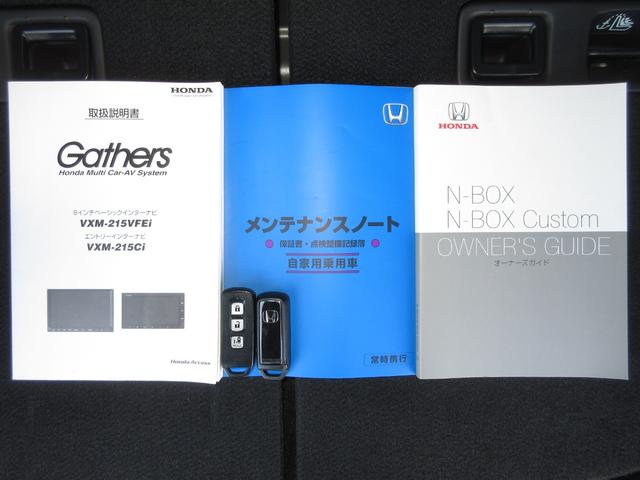 HONDA
取扱説明書
Gathers
Honda Multi Car-AV System
8インチベーシックインターナビ
VXM-215VFEi
エントリーインターナビ
VXM-215Ci
Honda Access
メンテナンスノート
保証書・点検整備記録簿
自家用乗用車
常時携行
HONDA
N-BOX
N-BOX Custom
OWNER'S GUIDE
オーナーズガイド